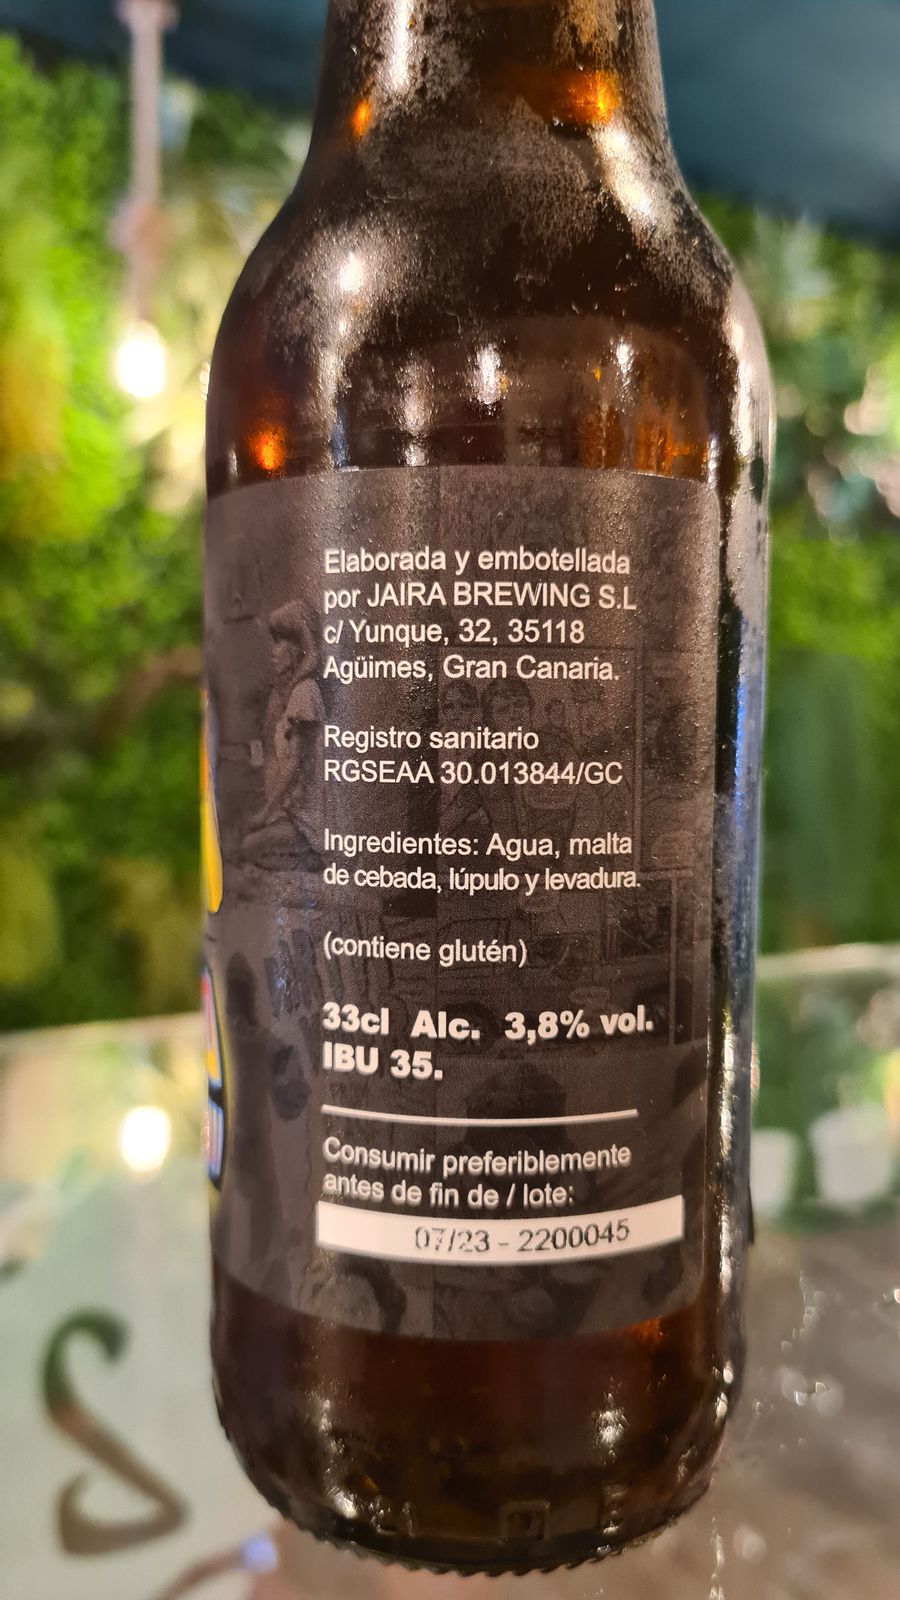 Elaborada y embotellada
por JAIRA BREWING S.L
c/ Yunque, 32, 35118
Agüimes, Gran Canaria.
Registro sanitario
RGSEAA 30.013844/GC
Ingredientes: Agua, malta
de cebada, lúpulo y levadura.
(contiene glutén)
33cl Alc. 3,8% vol.
IBU 35.
Consumir preferiblemente
antes de fin de / lote:
07/23 - 2200045